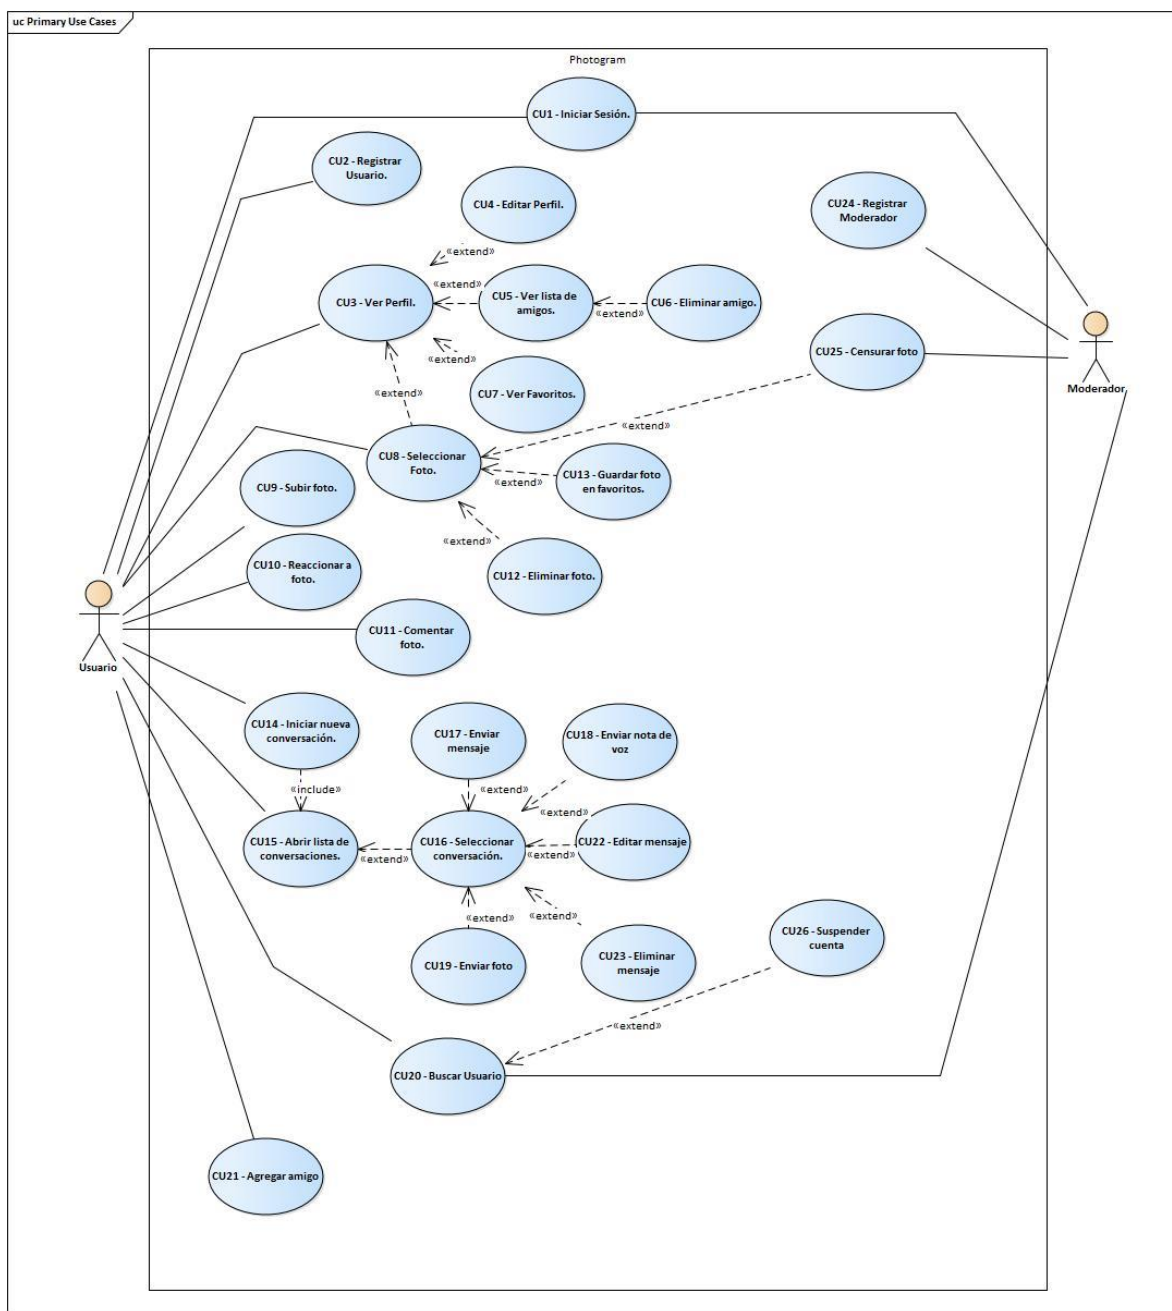 uc Primary Use Cases
Photogram
CU1 - Iniciar Sesión.
CU2 - Registrar
Usuario.
CU4 - Editar Perfil.
CU24 - Registrar
Moderador
«extend»
CU3 - Ver Perfil.
«extend»
CU5 - Ver lista de
amigos.
«extend»
CU6 - Eliminar amigo.
CU25 - Censurar foto
Moderador
«extend»
CU7 - Ver Favoritos.
«extend»
«extend»
CU8 - Seleccionar
Foto.
CU13 - Guardar foto
en favoritos.
«extend»
CU9 - Subir foto.
«extend»
CU10 - Reaccionar a
foto.
CU12 - Eliminar foto.
CU11 - Comentar
foto.
Usuario
CU14 - Iniciar nueva
conversación.
CU17 - Enviar
mensaje
CU18 - Enviar nota de
voz
«include»
«extend»
«extend»
CU15 - Abrir lista de
conversaciones.
«extend»
CU16 - Seleccionar
conversación.
«extend»
CU22 - Editar mensaje
«extend»
«extend»
CU19 - Enviar foto
CU23 - Eliminar
mensaje
CU26 - Suspender
cuenta
«extend»
CU20 - Buscar Usuario
CU21 - Agregar amigo